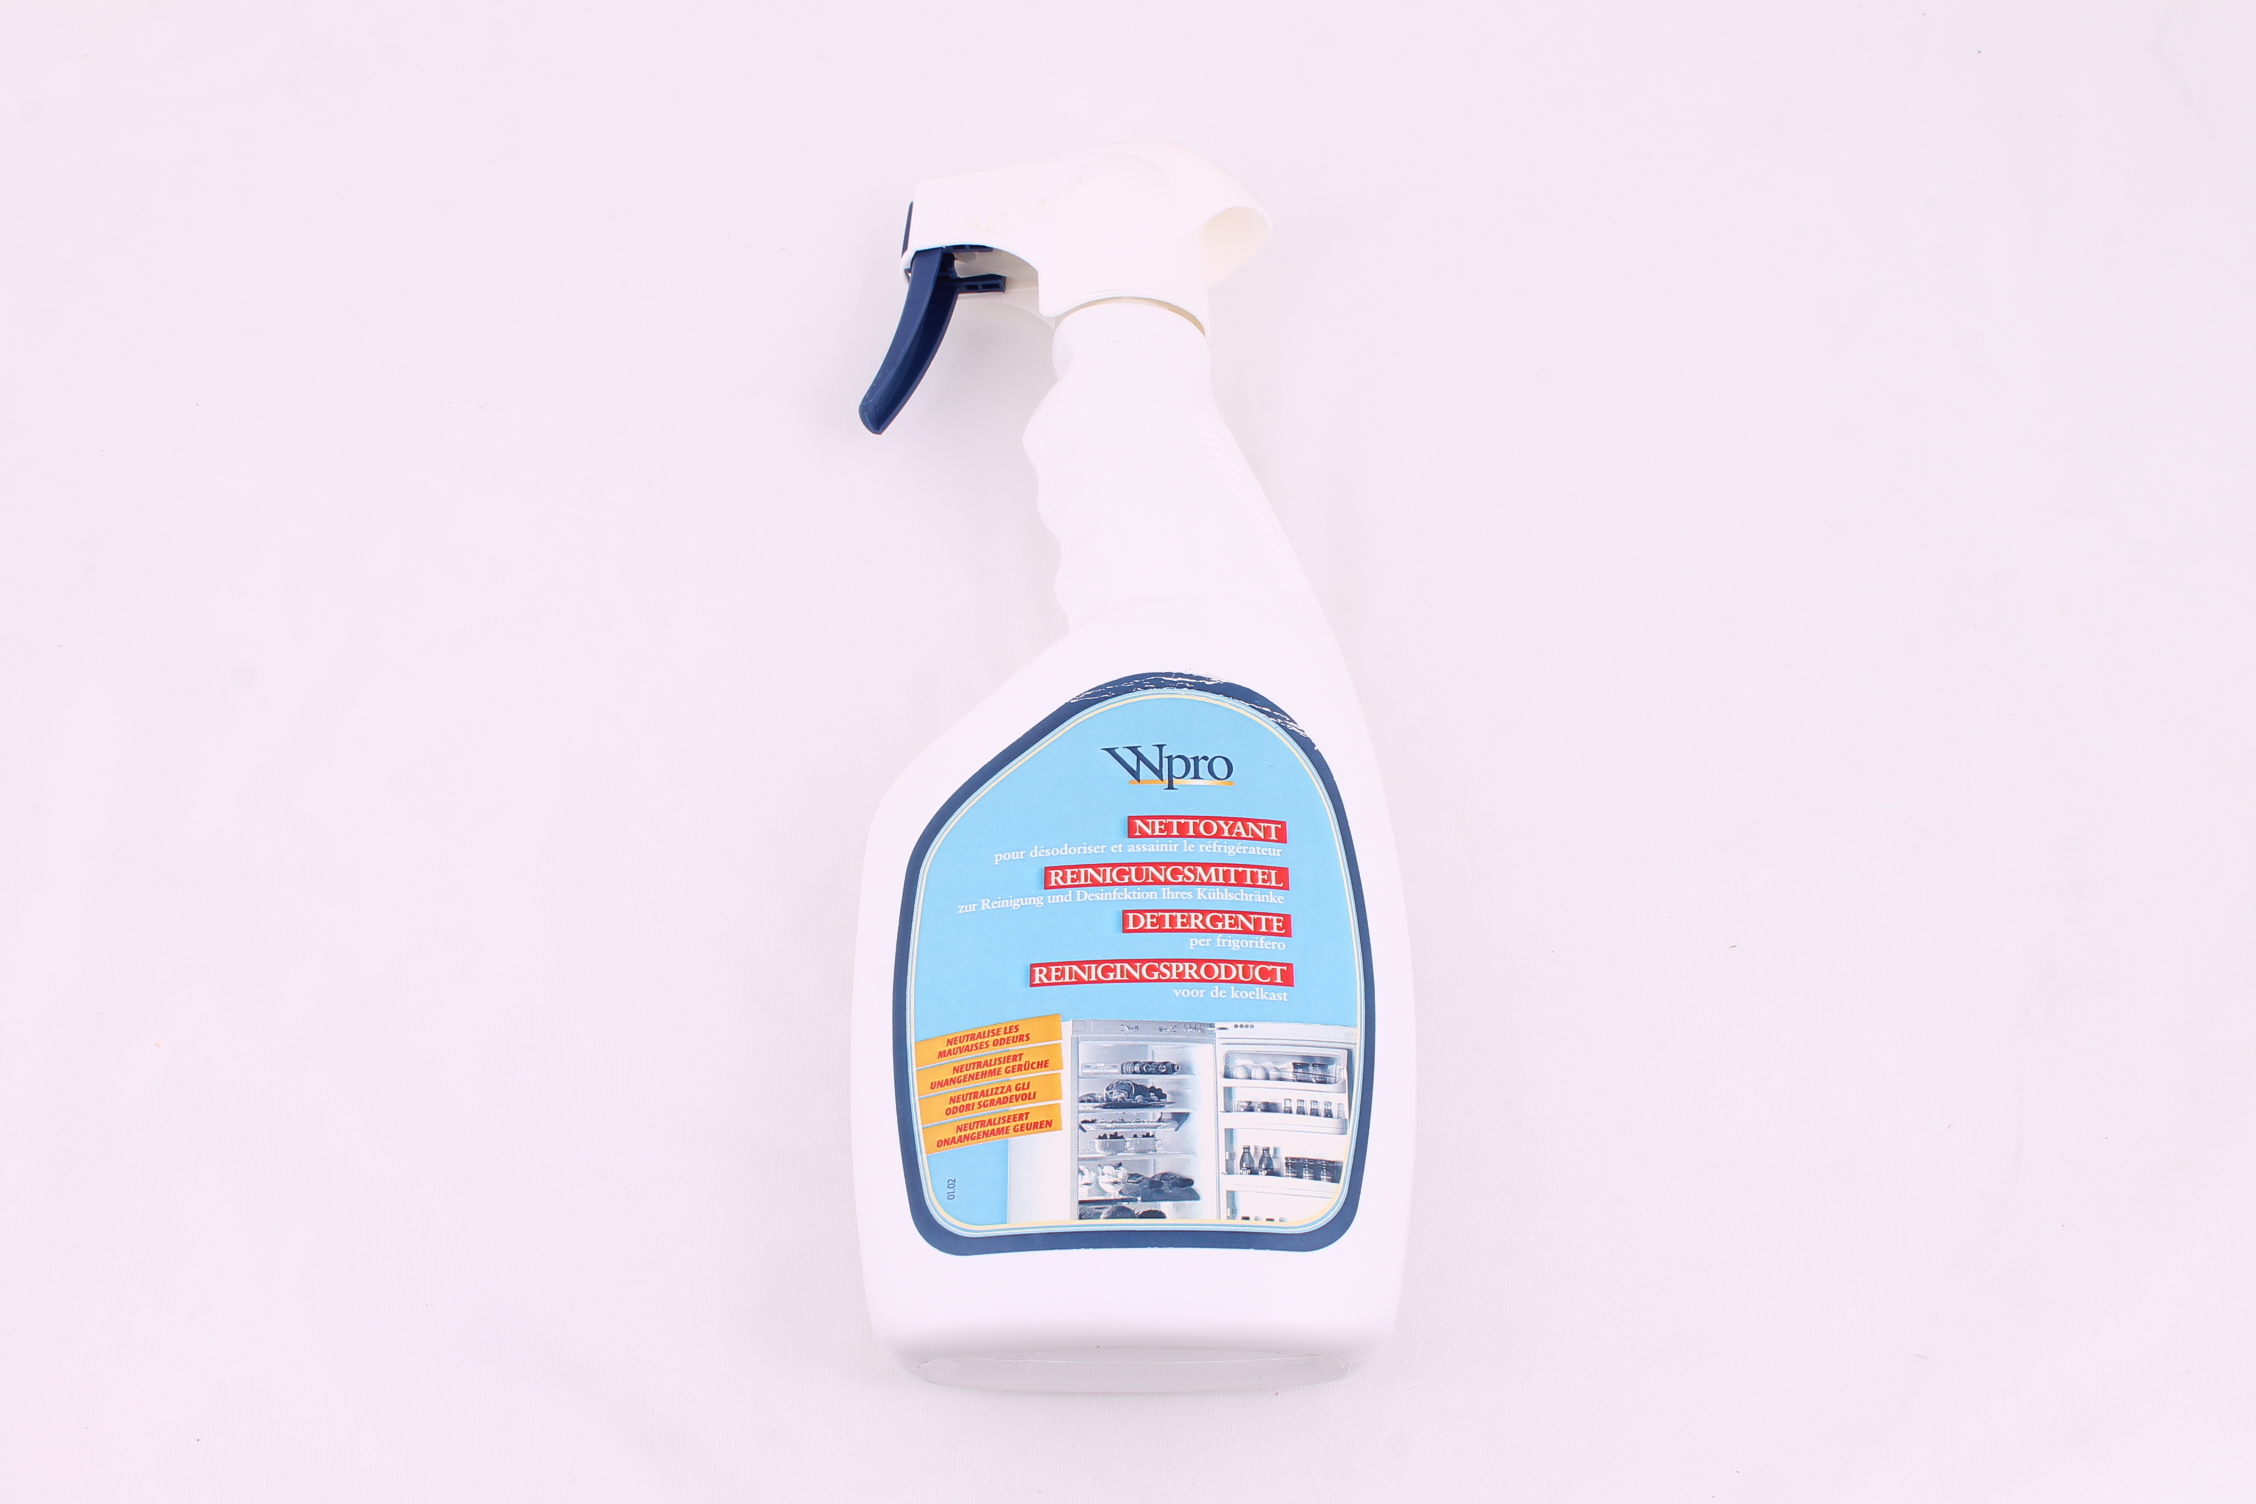 Wpro
NETTOYANT
pour désodoriser et assainir le réfrigérateur
REINIGUNGSMITTEL
zur Reinigung und Desinfektion Ihres Kühlschränke
DETERGENTE
per frigorifero
REINIGINGSPRODUCT
voor de koelkast
NEUTRALISE LES
MAUVAISES ODEURS
NEUTRALISIERT
UNANGENEHME GERÜCHE
NEUTRALIZZA GLI
ODORI SGRADEVOLI
NEUTRALISEERT
ONAANGENAME GEUREN
01.02